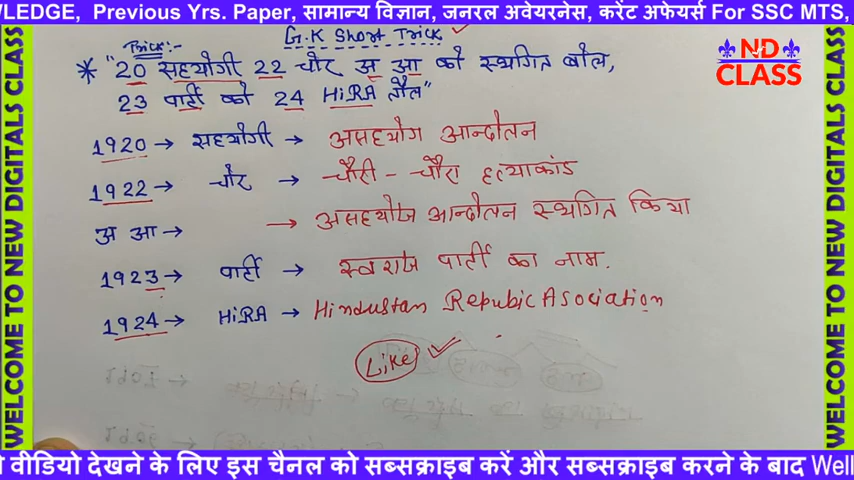 WLEDGE, Previous Yrs. Paper, सामान्य विज्ञान, जनरल अवेयरनेस, करेंट अफेयर्स For SSC MTS,
G.K Short Trick
ND
CLASS
Trick:-
* "20 सहयोगी 22 चोर अ आ को स्थगित बोल,
23 पार्टी को 24 HiRA तौल"
1920 → सहयोगी → असहयोग आन्दोलन
1922 → चोर → चौरी - चौरा हत्याकांड
अ आ → → असहयोग आन्दोलन स्थगित किया
1923 → पार्टी → स्वराज पार्टी का नाम.
1924 → HiRA → Hindustan Repubic Asociation
Like
WELCOME TO NEW DIGITALS CLASS
WELCOME TO NEW DIGITALS CLASS
वीडियो देखने के लिए इस चैनल को सब्सक्राइब करें और सब्सक्राइब करने के बाद Well